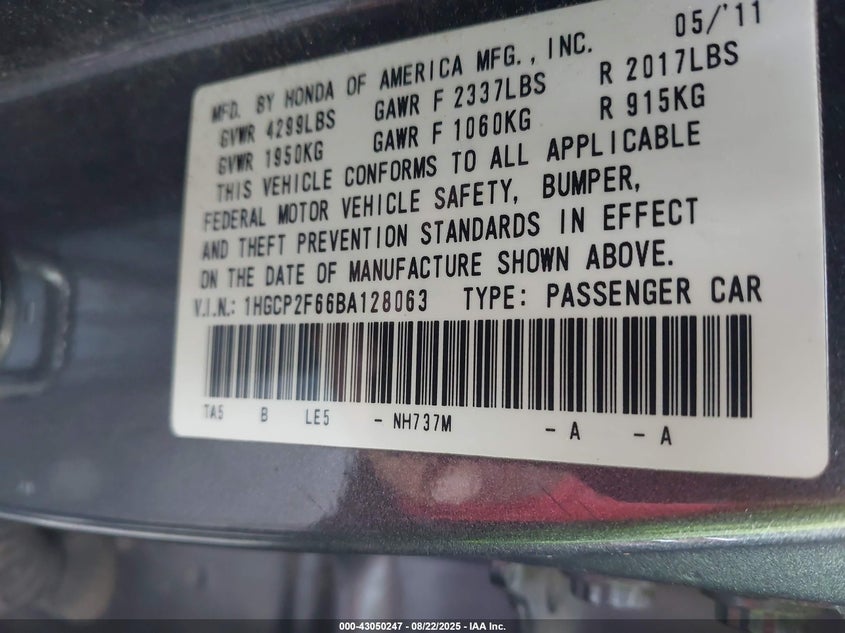 05/'11
MFD. BY HONDA OF AMERICA MFG., INC.
GVWR 4299LBS GAWR F 2337LBS R 2017LBS
GVWR 1950KG GAWR F 1060KG R 915KG
THIS VEHICLE CONFORMS TO ALL APPLICABLE
FEDERAL MOTOR VEHICLE SAFETY, BUMPER,
AND THEFT PREVENTION STANDARDS IN EFFECT
ON THE DATE OF MANUFACTURE SHOWN ABOVE.
V.I.N.: 1HGCP2F66BA128063 TYPE: PASSENGER CAR
TA5 B LE5 - NH737M - A - A
000-43050247 - 08/22/2025 - IAA Inc.